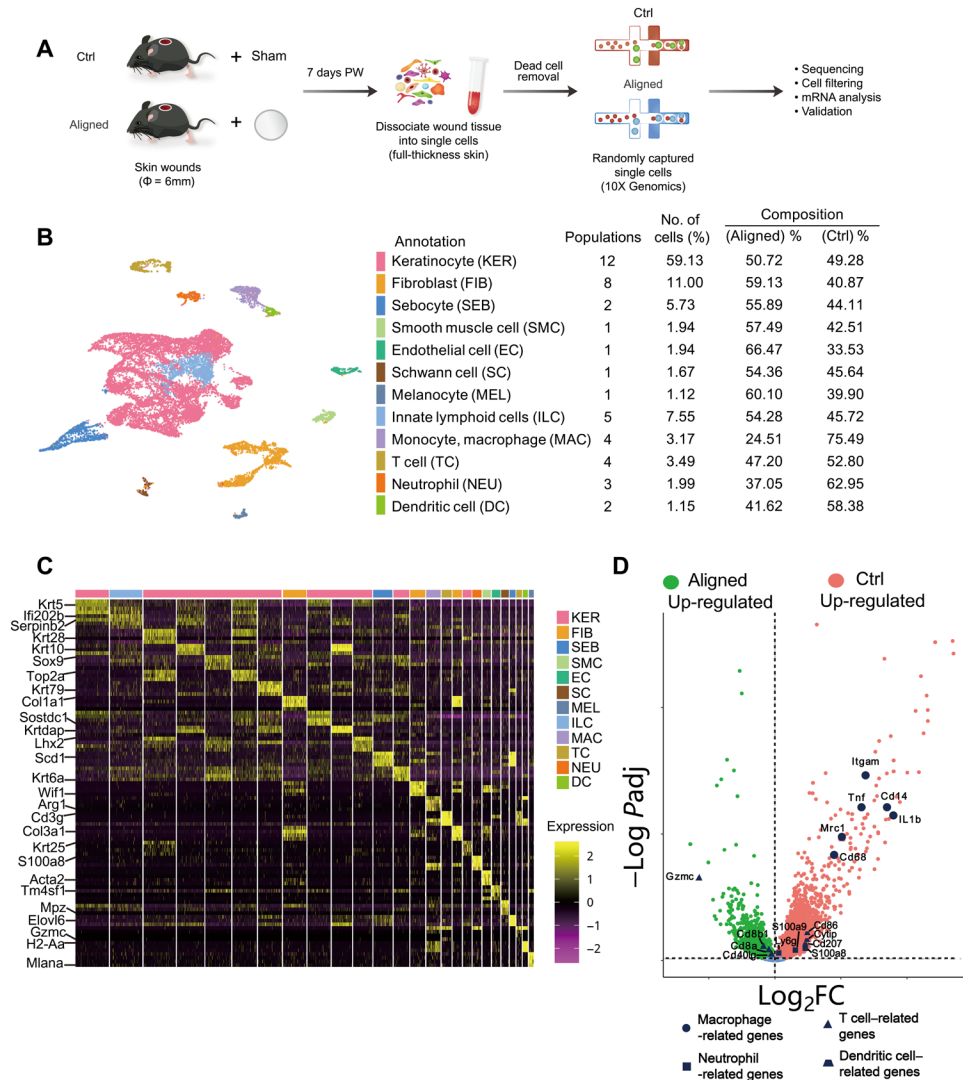 A
Ctrl
+ Sham
Aligned
+
Skin wounds
(Φ = 6mm)
7 days PW
Dissociate wound tissue
into single cells
(full-thickness skin)
Dead cell
removal
Ctrl
Aligned
Randomly captured
single cells
(10X Genomics)
• Sequencing
• Cell filtering
• mRNA analysis
• Validation
B
Annotation Populations No. of cells (%) Composition
(Aligned) % (Ctrl) %
Keratinocyte (KER) 12 59.13 50.72 49.28
Fibroblast (FIB) 8 11.00 59.13 40.87
Sebocyte (SEB) 2 5.73 55.89 44.11
Smooth muscle cell (SMC) 1 1.94 57.49 42.51
Endothelial cell (EC) 1 1.94 66.47 33.53
Schwann cell (SC) 1 1.67 54.36 45.64
Melanocyte (MEL) 1 1.12 60.10 39.90
Innate lymphoid cells (ILC) 5 7.55 54.28 45.72
Monocyte, macrophage (MAC) 4 3.17 24.51 75.49
T cell (TC) 4 3.49 47.20 52.80
Neutrophil (NEU) 3 1.99 37.05 62.95
Dendritic cell (DC) 2 1.15 41.62 58.38
C
Krt5
Ifi202b
Serpinb2
Krt28
Krt10
Sox9
Top2a
Krt79
Col1a1
Sostdc1
Krtdap
Lhx2
Scd1
Krt6a
Wif1
Arg1
Cd3g
Col3a1
Krt25
S100a8
Acta2
Tm4sf1
Mpz
Elovl6
Gzmc
H2-Aa
Mlana
KER
FIB
SEB
SMC
EC
SC
MEL
ILC
MAC
TC
NEU
DC
Expression
2
1
0
−1
−2
D
Aligned
Up-regulated
Ctrl
Up-regulated
−Log Padj
Itgam
Tnf
Cd14
IL1b
Mrc1
Cd68
Gzmc
S100a9
Cd86
Cd8b1
Cytip
Cd8a
Ly6g
Cd207
Cd40lg
S100a8
Log2FC
Macrophage
-related genes
T cell–related
genes
Neutrophil
-related genes
Dendritic cell–
related genes